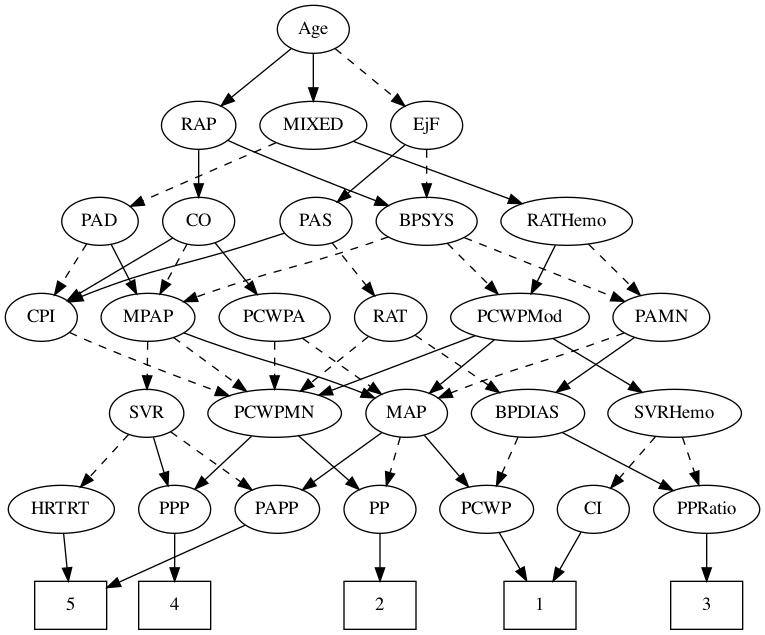 Age
RAP MIXED EjF
PAD CO PAS BPSYS RATHemo
CPI MPAP PCWPA RAT PCWPMod PAMN
SVR PCWPMN MAP BPDIAS SVRHemo
HRTRT PPP PAPP PP PCWP CI PPRatio
5 4 2 1 3